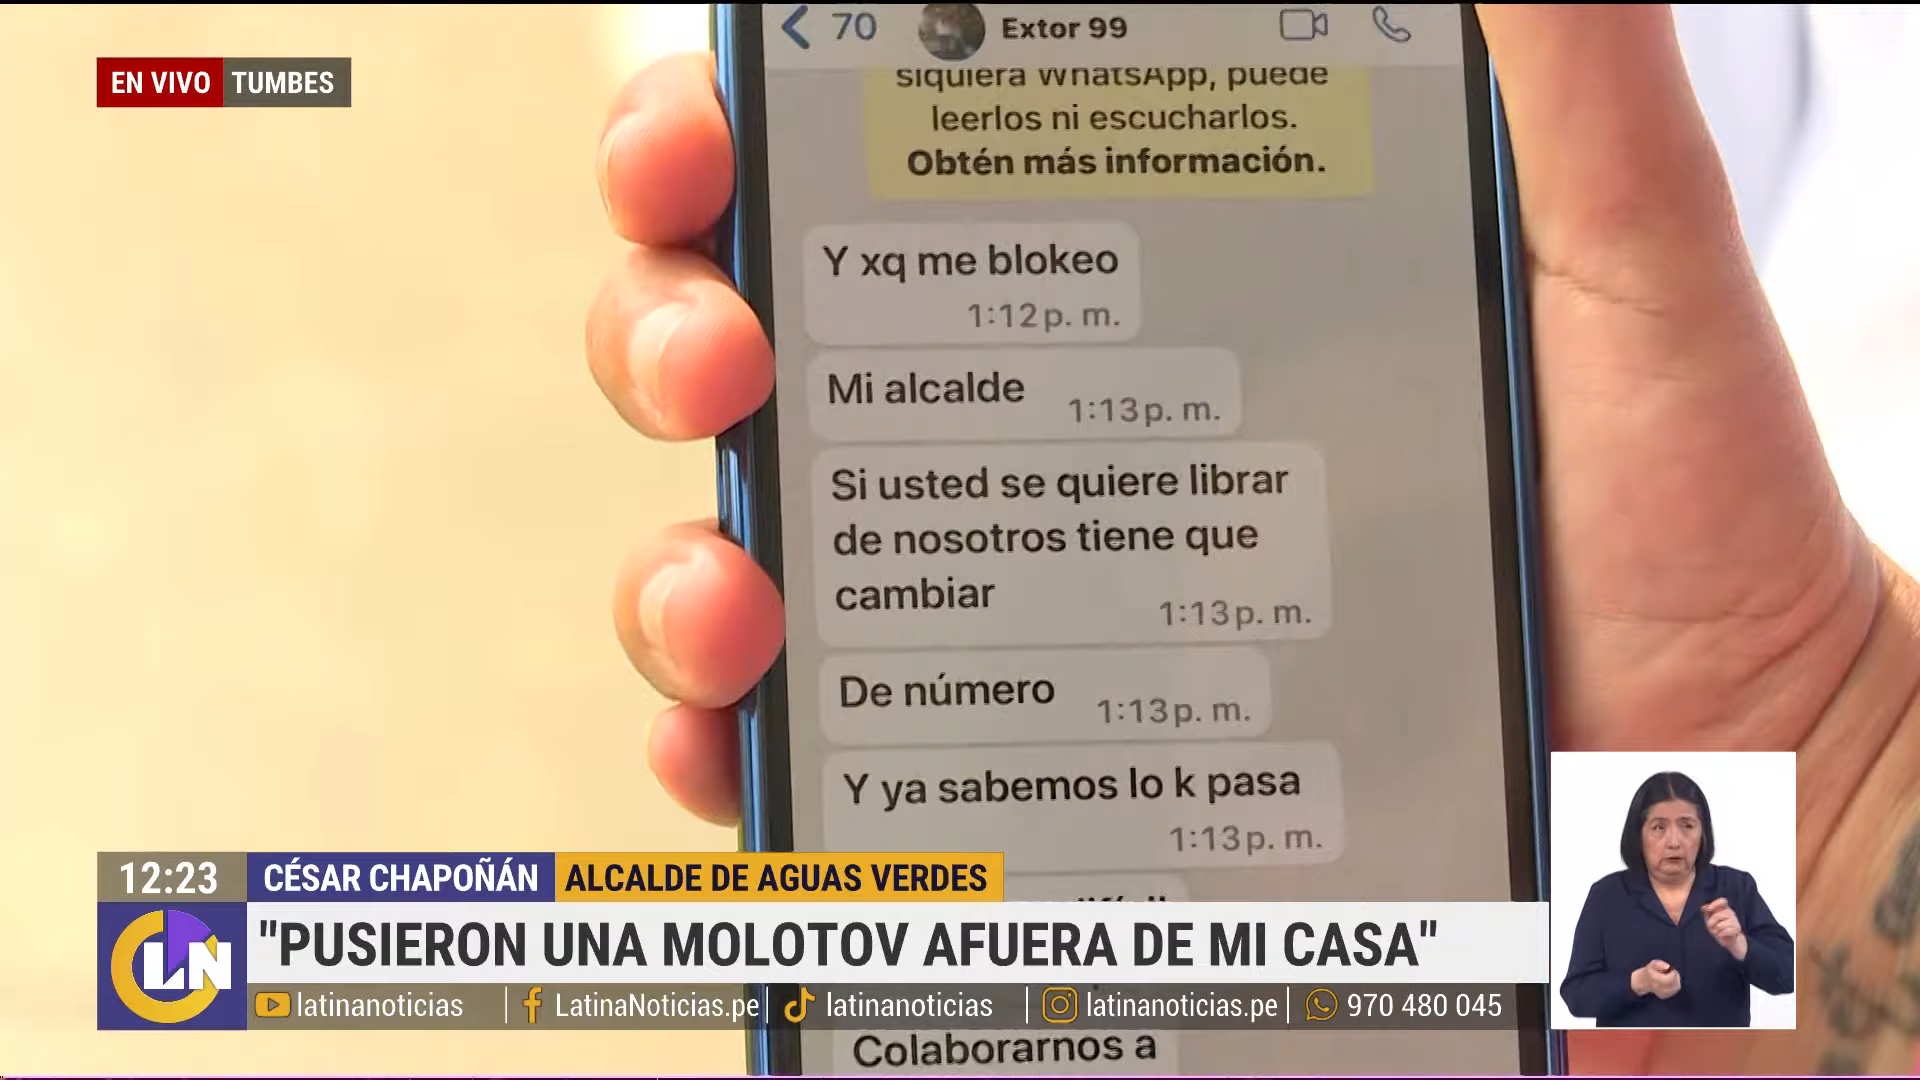 70
Extor 99
EN VIVO TUMBES
siquiera WhatsApp, puede
leerlos ni escucharlos.
Obtén más información.
Y xq me blokeo
1:12 p. m.
Mi alcalde
1:13 p. m.
Si usted se quiere librar
de nosotros tiene que
cambiar
1:13 p. m.
De número
1:13 p. m.
Y ya sabemos lo k pasa
1:13 p. m.
12:23 CÉSAR CHAPOÑÁN ALCALDE DE AGUAS VERDES
LN
"PUSIERON UNA MOLOTOV AFUERA DE MI CASA"
latinanoticias | LatinaNoticias.pe | latinanoticias | latinanoticias.pe | 970 480 045
Colaborarnos a